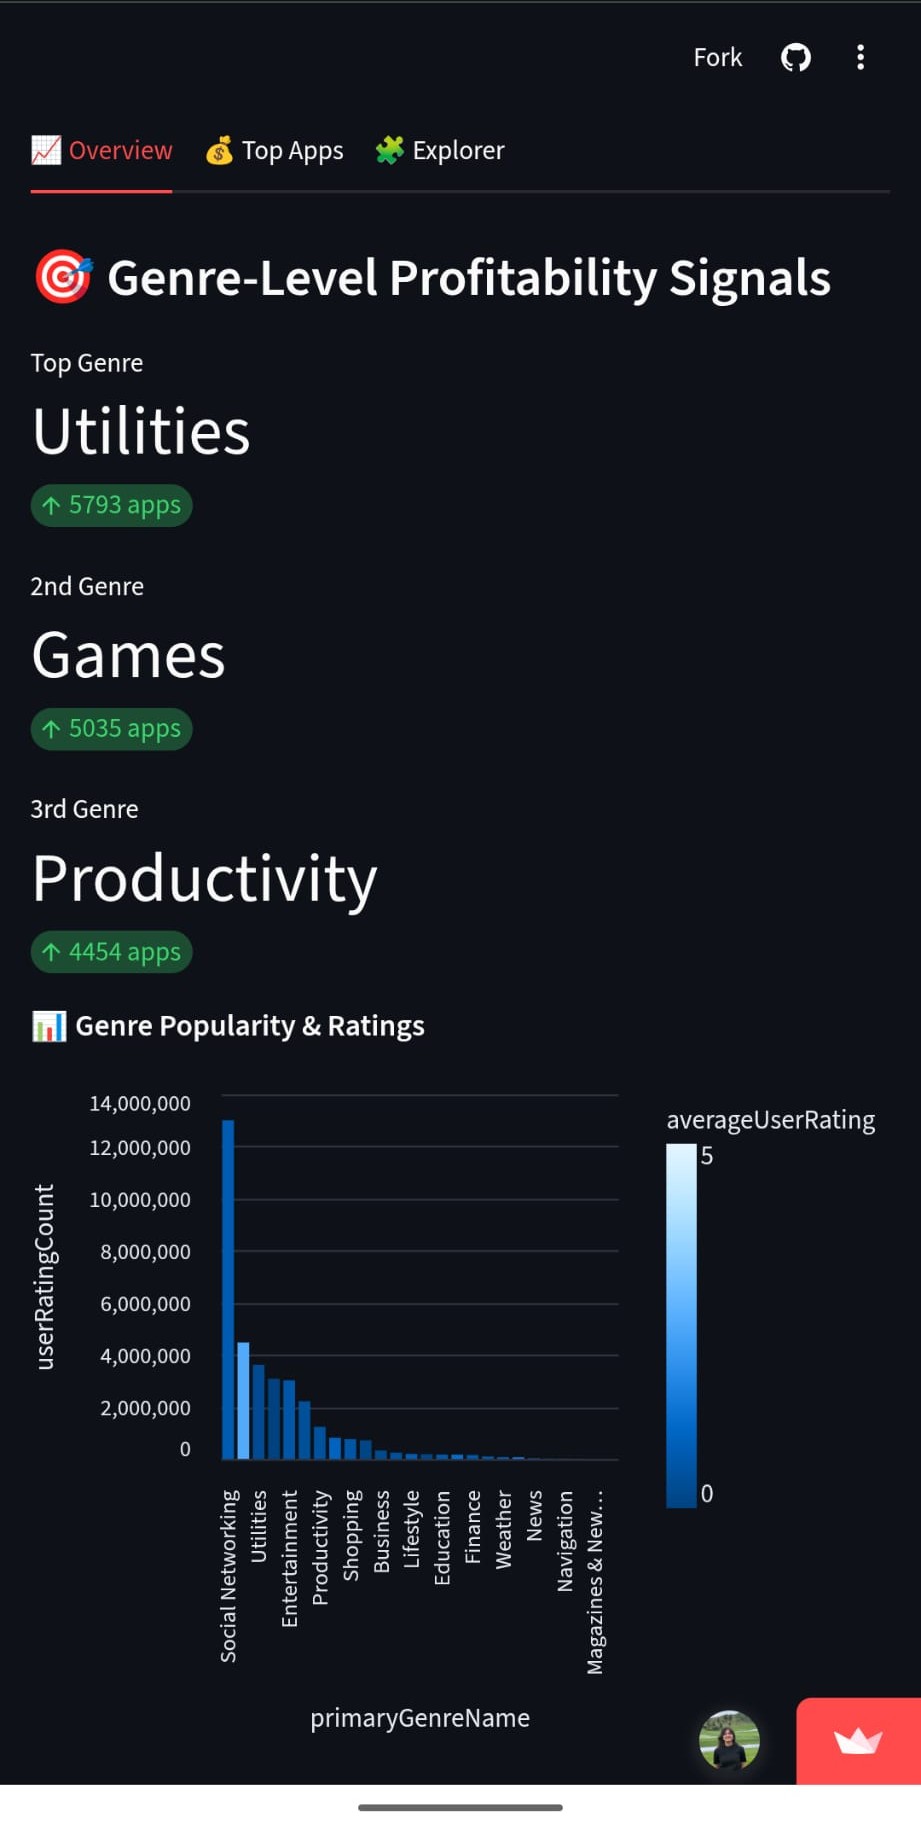 Fork
Overview Top Apps Explorer
Genre-Level Profitability Signals
Top Genre
Utilities
↑ 5793 apps
2nd Genre
Games
↑ 5035 apps
3rd Genre
Productivity
↑ 4454 apps
Genre Popularity & Ratings
userRatingCount
14,000,000
12,000,000
10,000,000
8,000,000
6,000,000
4,000,000
2,000,000
0
Social Networking
Utilities
Entertainment
Productivity
Shopping
Business
Lifestyle
Education
Finance
Weather
News
Navigation
Magazines & New…
primaryGenreName
averageUserRating
5
0